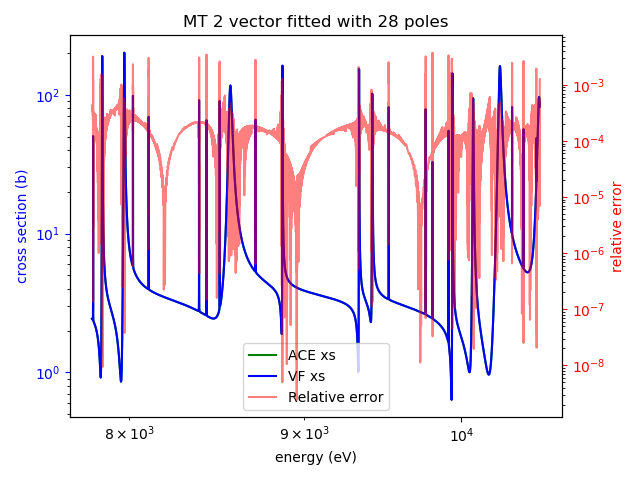 MT 2 vector fitted with 28 poles
cross section (b)
10²
10¹
10⁰
10⁻³
10⁻⁴
10⁻⁵
10⁻⁶
10⁻⁷
10⁻⁸
relative error
ACE xs
VF xs
Relative error
8 × 10³
9 × 10³
10⁴
energy (eV)